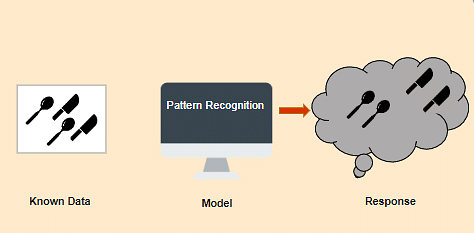 Pattern Recognition
Known Data
Model
Response